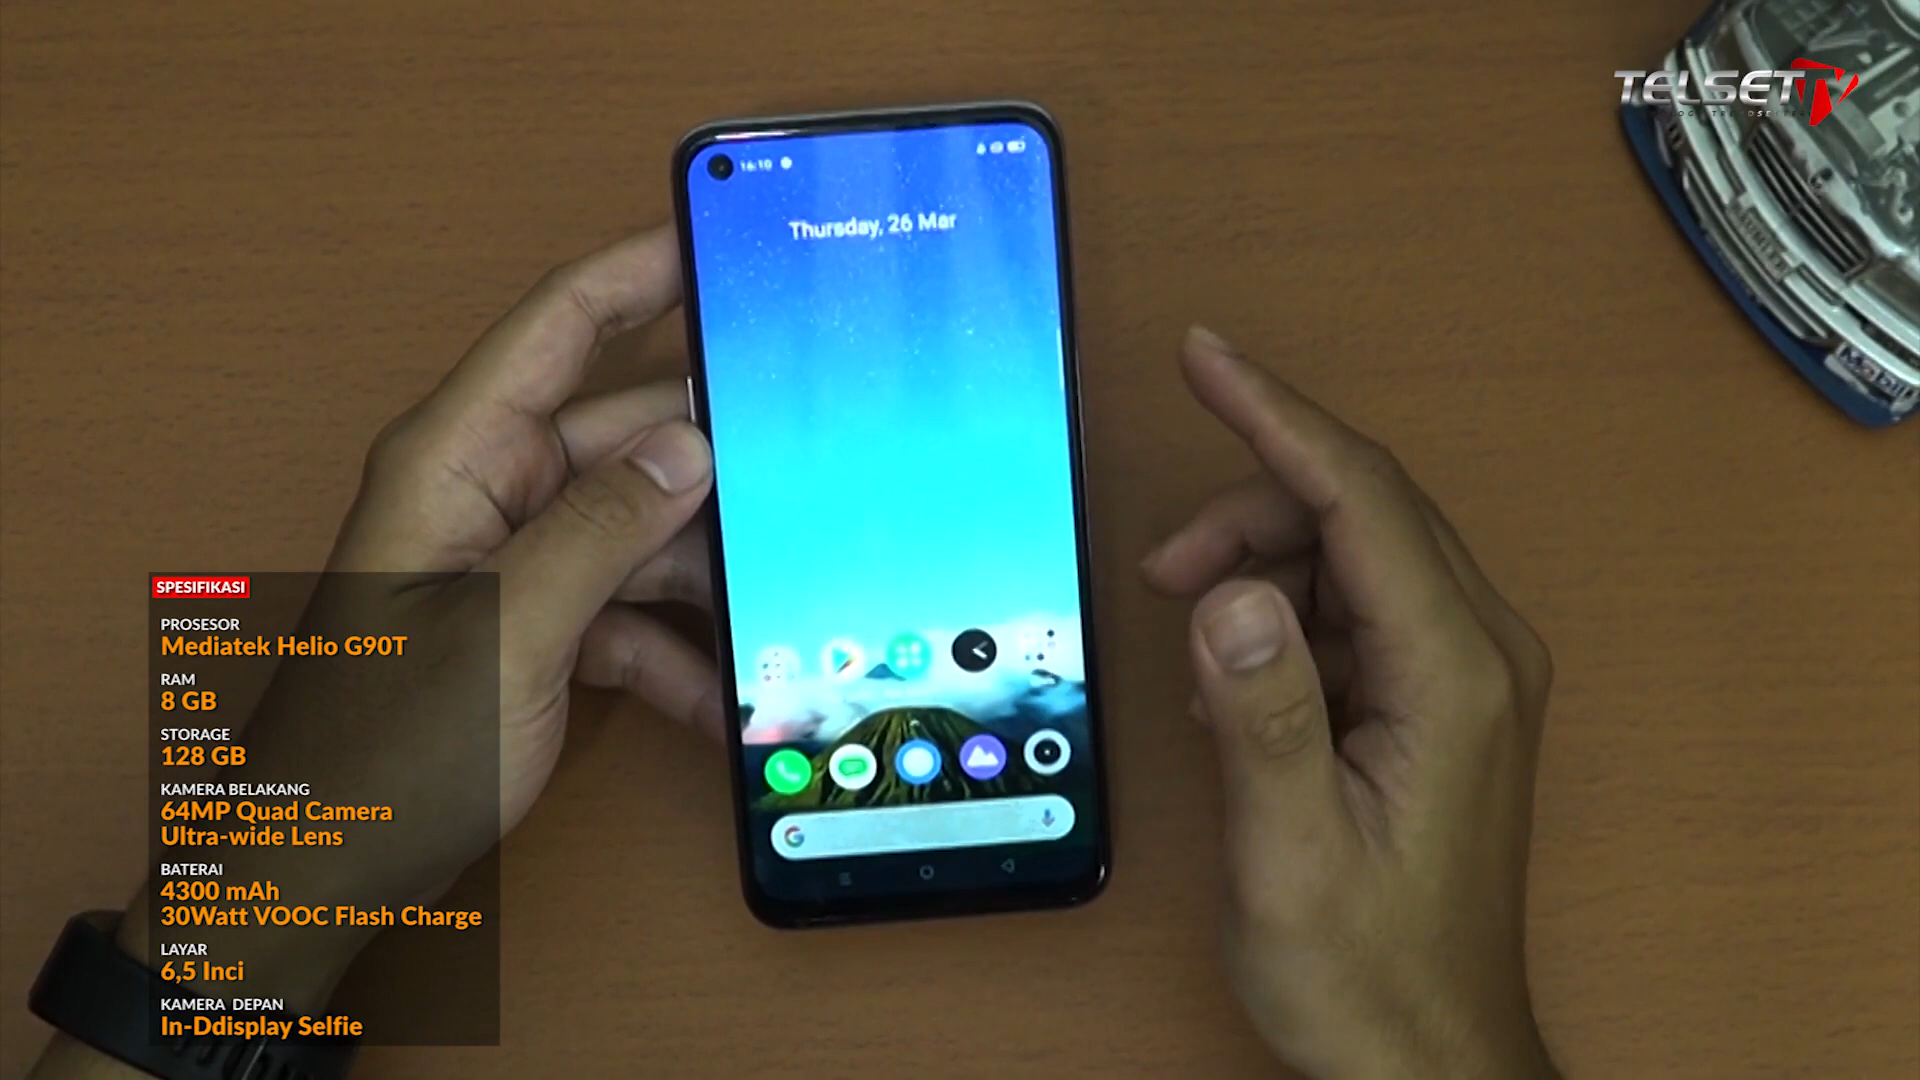 TELSET TV
16:10
Thursday, 26 Mar
SPESIFIKASI
PROSESOR
Mediatek Helio G90T
RAM
8 GB
STORAGE
128 GB
KAMERA BELAKANG
64MP Quad Camera
Ultra-wide Lens
BATERAI
4300 mAh
30Watt VOOC Flash Charge
LAYAR
6,5 Inci
KAMERA DEPAN
In-Ddisplay Selfie
Mobil